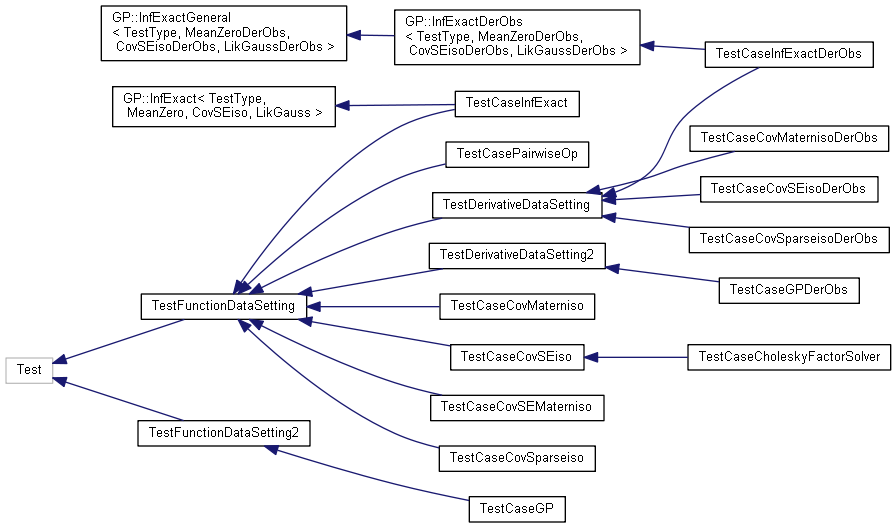 GP::InfExactGeneral
< TestType, MeanZeroDerObs,
CovSEisoDerObs, LikGaussDerObs >
GP::InfExactDerObs
< TestType, MeanZeroDerObs,
CovSEisoDerObs, LikGaussDerObs >
TestCaseInfExactDerObs
GP::InfExact< TestType,
MeanZero, CovSEiso, LikGauss >
TestCaseInfExact
TestCasePairwiseOp
TestCaseCovMaternisoDerObs
TestDerivativeDataSetting
TestCaseCovSEisoDerObs
TestCaseCovSparseisoDerObs
TestDerivativeDataSetting2
TestCaseGPDerObs
TestFunctionDataSetting
TestCaseCovMaterniso
TestCaseCovSEiso
TestCaseCholeskyFactorSolver
Test
TestCaseCovSEMaterniso
TestFunctionDataSetting2
TestCaseCovSparseiso
TestCaseGP